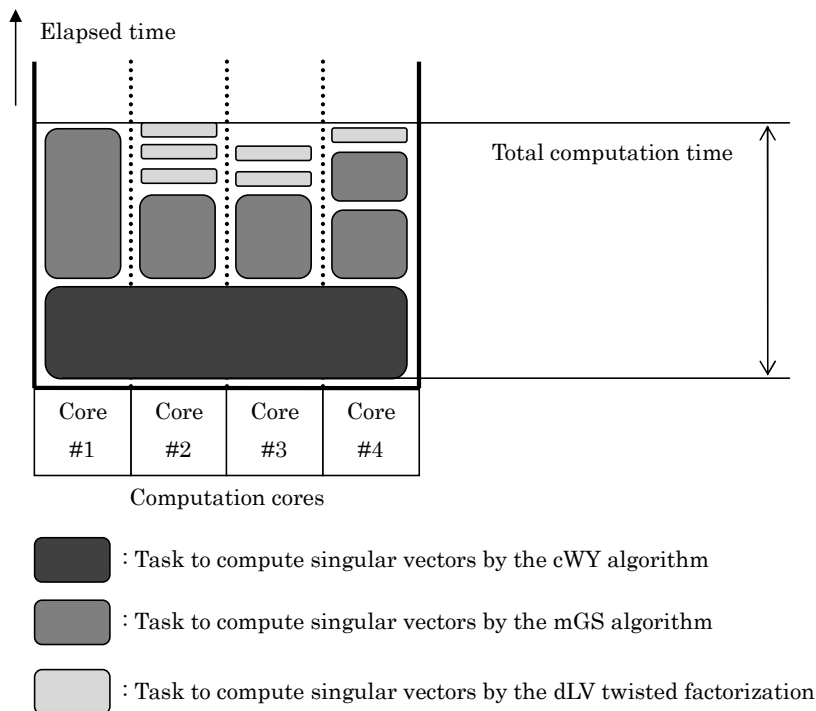 Elapsed time
Total computation time
Core Core Core Core
#1 #2 #3 #4
Computation cores
: Task to compute singular vectors by the cWY algorithm
: Task to compute singular vectors by the mGS algorithm
: Task to compute singular vectors by the dLV twisted factorization